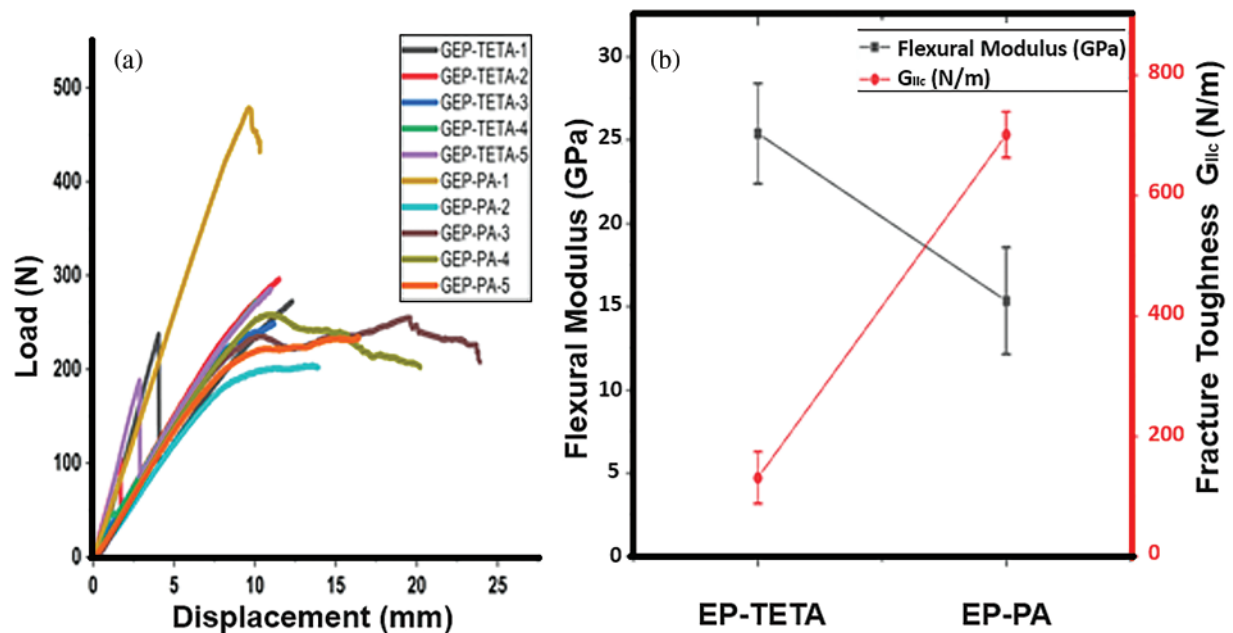 (a)
GEP-TETA-1
GEP-TETA-2
GEP-TETA-3
GEP-TETA-4
GEP-TETA-5
GEP-PA-1
GEP-PA-2
GEP-PA-3
GEP-PA-4
GEP-PA-5
500
400
300
200
100
0
Load (N)
0 5 10 15 20 25
Displacement (mm)
(b)
Flexural Modulus (GPa)
GIIc (N/m)
30
25
20
15
10
5
0
Flexural Modulus (GPa)
800
600
400
200
0
Fracture Toughness GIIc (N/m)
EP-TETA EP-PA